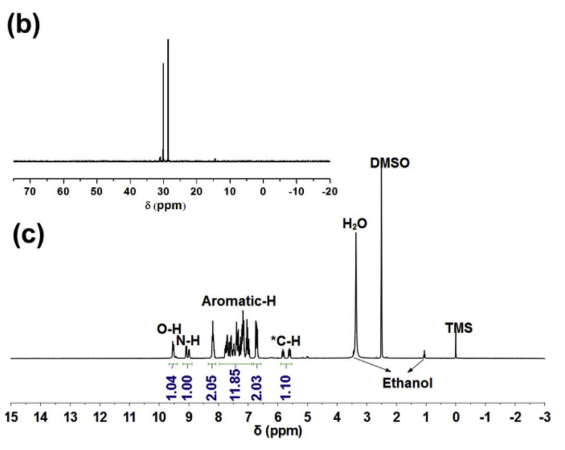 (b)
70 60 50 40 30 20 10 0 -10 -20
δ (ppm)
(c)
DMSO
H₂O
Aromatic-H
O-H
N-H
*C-H
TMS
Ethanol
1.04 1.00 2.05 11.85 2.03 1.10
15 14 13 12 11 10 9 8 7 6 5 4 3 2 1 0 -1 -2 -3
δ (ppm)